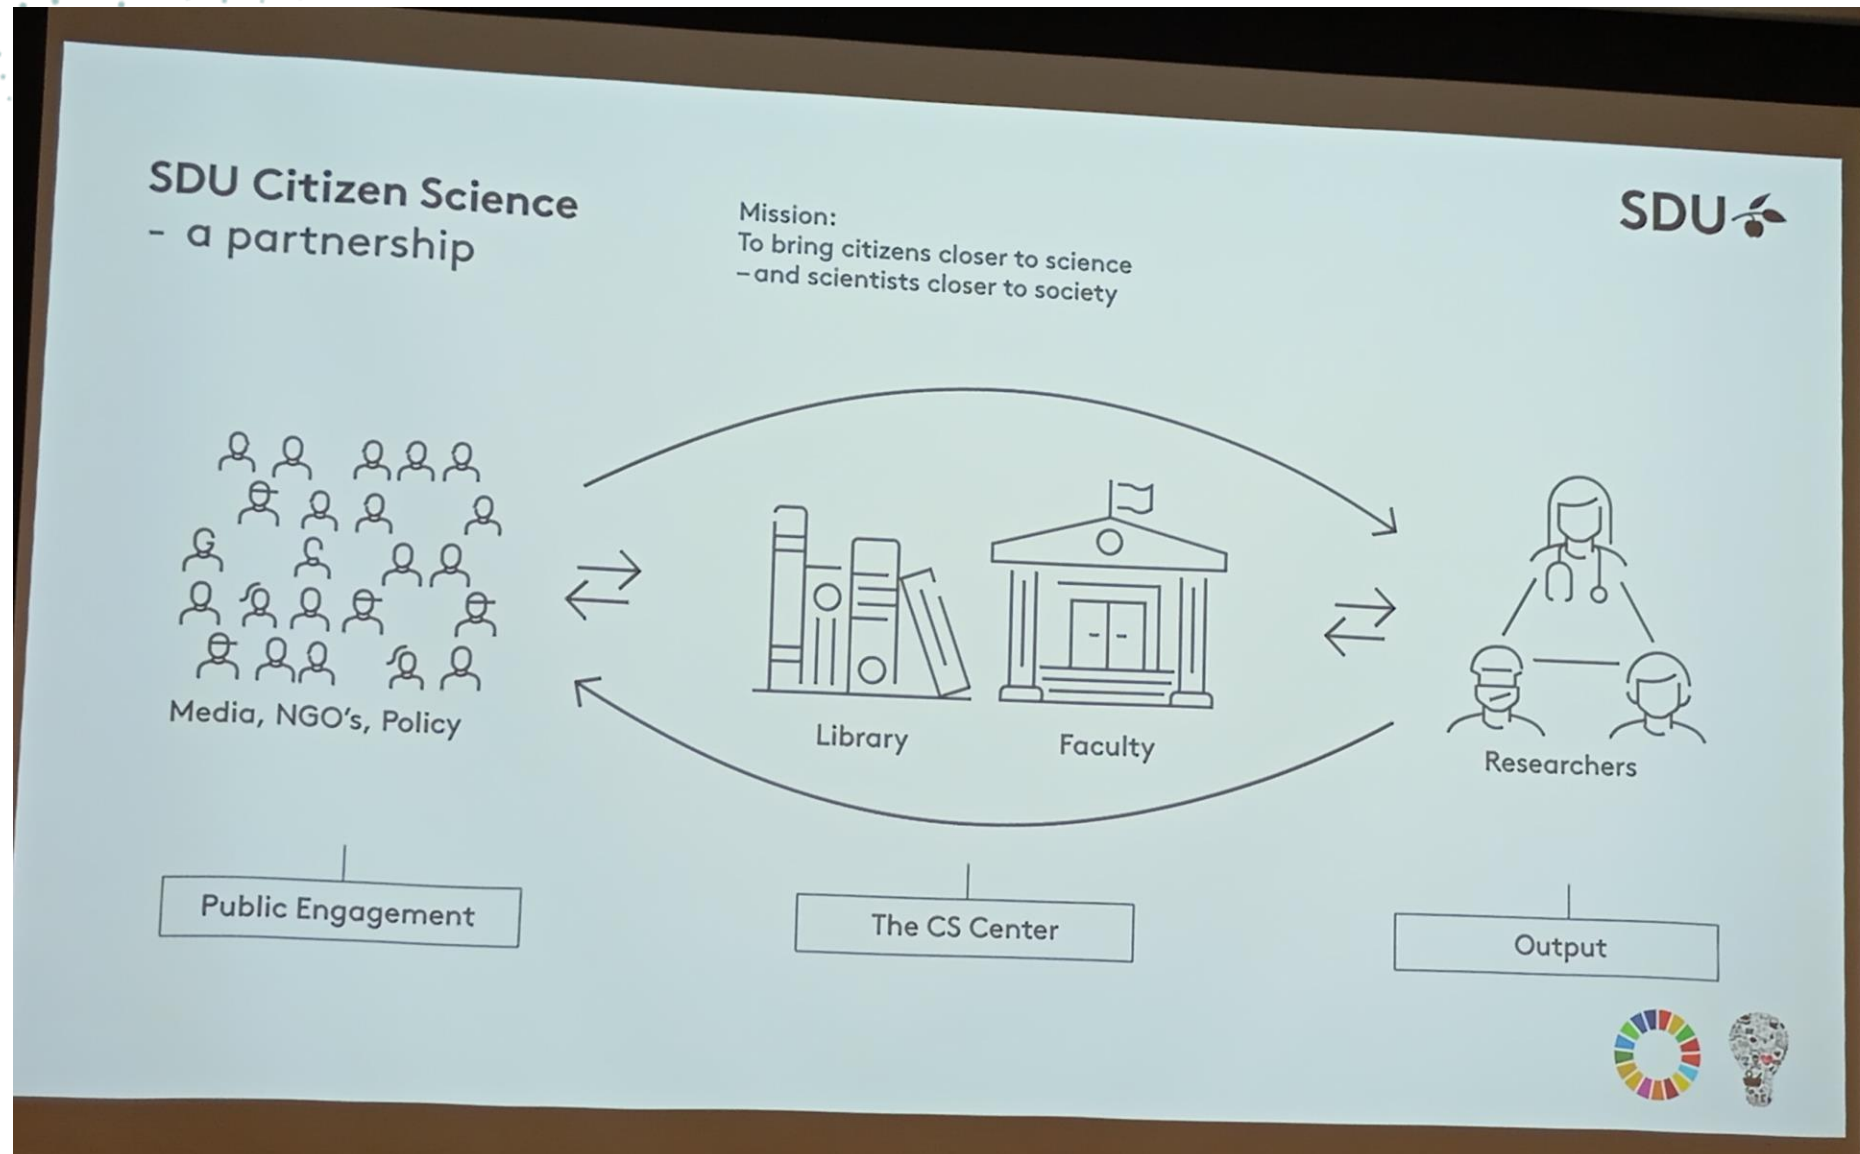 SDU Citizen Science
- a partnership
Mission:
To bring citizens closer to science
–and scientists closer to society
SDU
Media, NGO's, Policy
Library
Faculty
Researchers
Public Engagement
The CS Center
Output